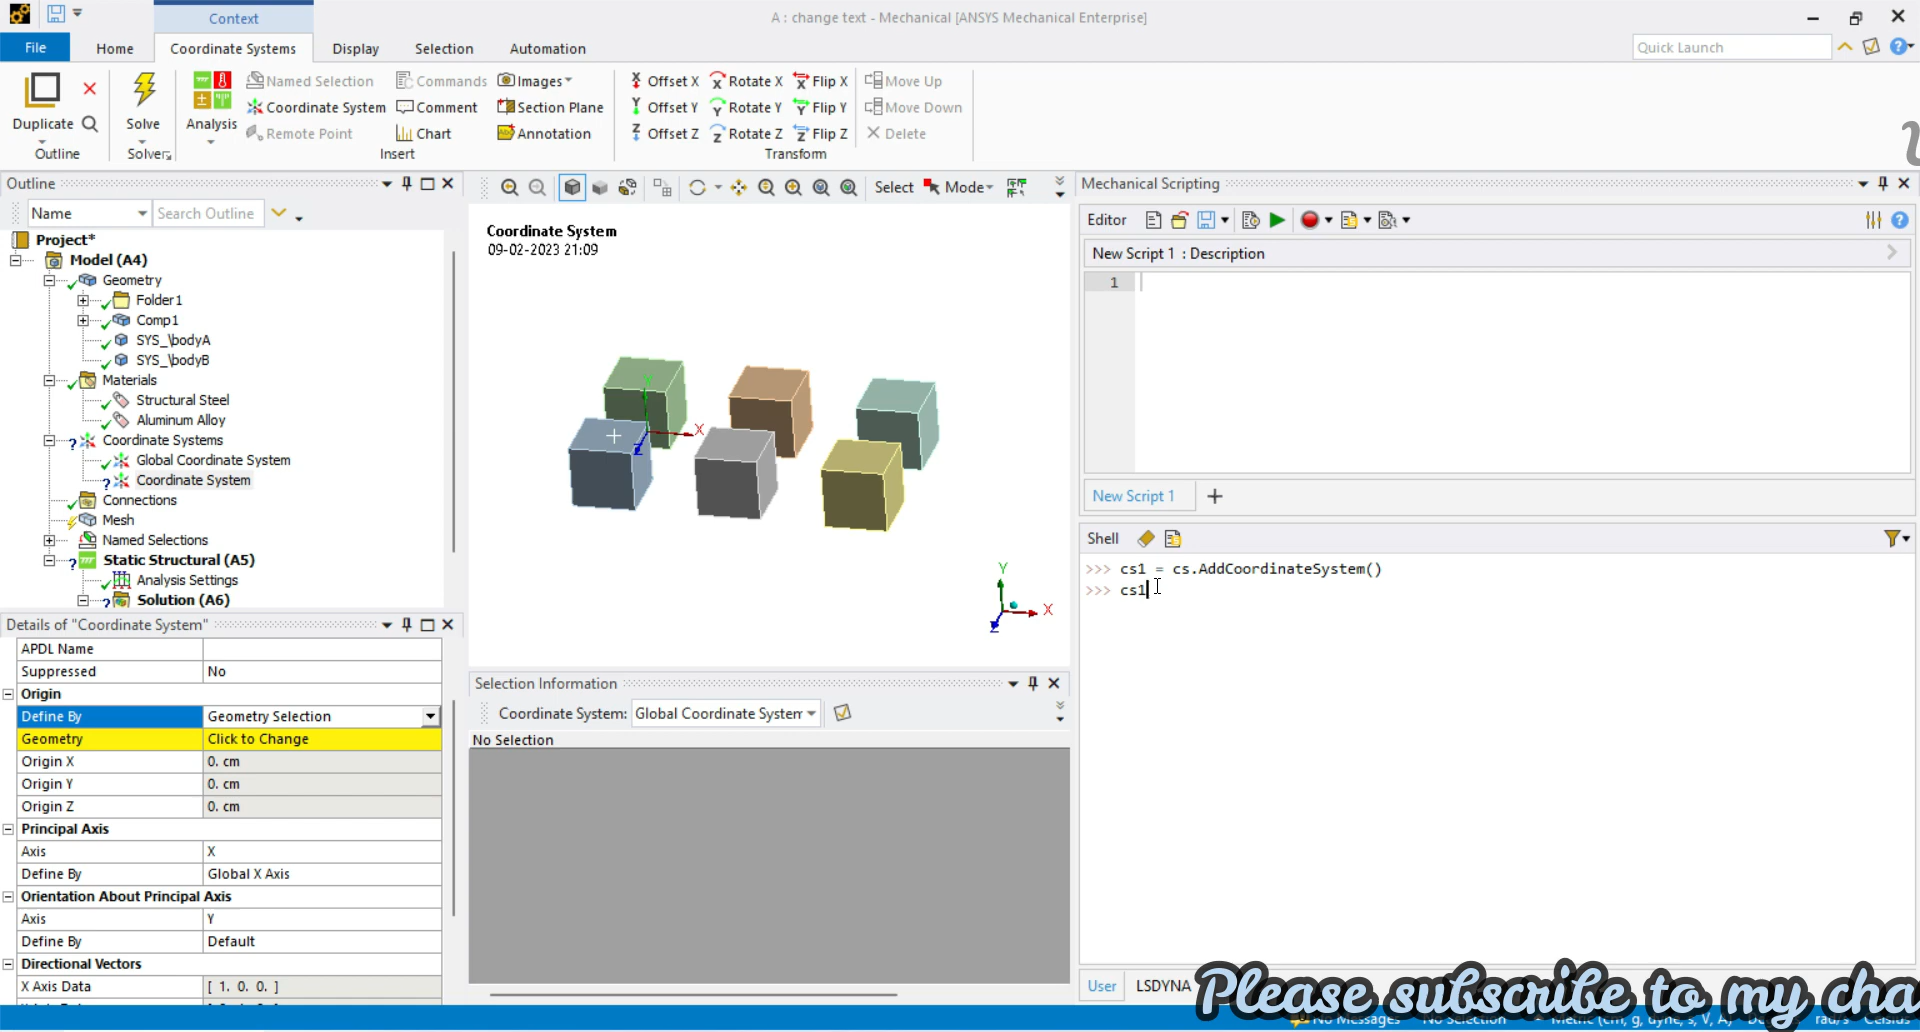 Context
A : change text - Mechanical [ANSYS Mechanical Enterprise]
File
Home
Coordinate Systems
Display
Selection
Automation
Quick Launch
Duplicate
Outline
Solve
Solver
Analysis
Named Selection
Coordinate System
Remote Point
Commands
Comment
Chart
Images
Section Plane
Annotation
Insert
Offset X
Rotate X
Flip X
Offset Y
Rotate Y
Flip Y
Offset Z
Rotate Z
Flip Z
Transform
Move Up
Move Down
Delete
Outline
Name
Search Outline
Project*
Model (A4)
Geometry
Folder1
Comp1
SYS_\bodyA
SYS_\bodyB
Materials
Structural Steel
Aluminum Alloy
Coordinate Systems
Global Coordinate System
Coordinate System
Connections
Mesh
Named Selections
Static Structural (A5)
Analysis Settings
Solution (A6)
Details of "Coordinate System"
APDL Name
Suppressed No
Origin
Define By Geometry Selection
Geometry Click to Change
Origin X 0. cm
Origin Y 0. cm
Origin Z 0. cm
Principal Axis
Axis X
Define By Global X Axis
Orientation About Principal Axis
Axis Y
Define By Default
Directional Vectors
X Axis Data [ 1. 0. 0. ]
Select
Mode
Coordinate System
09-02-2023 21:09
Y
X
Z
Y
X
Z
Selection Information
Coordinate System: Global Coordinate System
No Selection
Mechanical Scripting
Editor
New Script 1 : Description
1
New Script 1
Shell
>>> cs1 = cs.AddCoordinateSystem()
>>> cs1
User
LSDYNA
Please subscribe to my cha
No Messages
No Selection